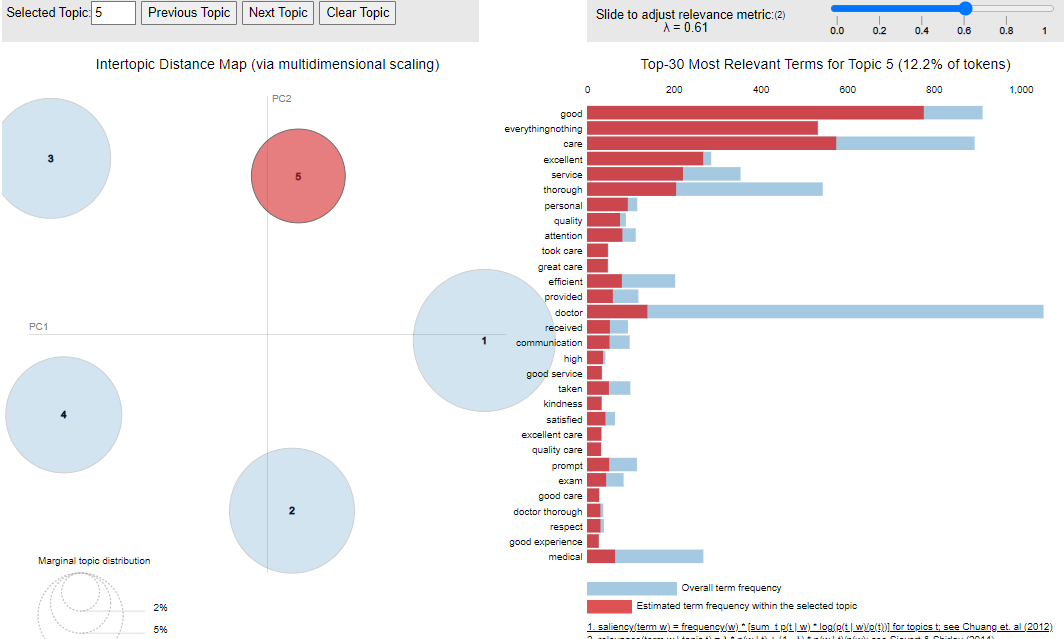 Selected Topic: 5 Previous Topic Next Topic Clear Topic
Slide to adjust relevance metric:(2)
λ = 0.61
0.0 0.2 0.4 0.6 0.8 1
Intertopic Distance Map (via multidimensional scaling)
PC2
PC1
3
5
1
4
2
Marginal topic distribution
2%
5%
Top-30 Most Relevant Terms for Topic 5 (12.2% of tokens)
0 200 400 600 800 1,000
good
everythingnothing
care
excellent
service
thorough
personal
quality
attention
took care
great care
efficient
provided
doctor
received
communication
high
good service
taken
kindness
satisfied
excellent care
quality care
prompt
exam
good care
doctor thorough
respect
good experience
medical
Overall term frequency
Estimated term frequency within the selected topic
1. saliency(term w) = frequency(w) * [sum_t p(t | w) * log(p(t | w)/p(t))] for topics t; see Chuang et. al (2012)